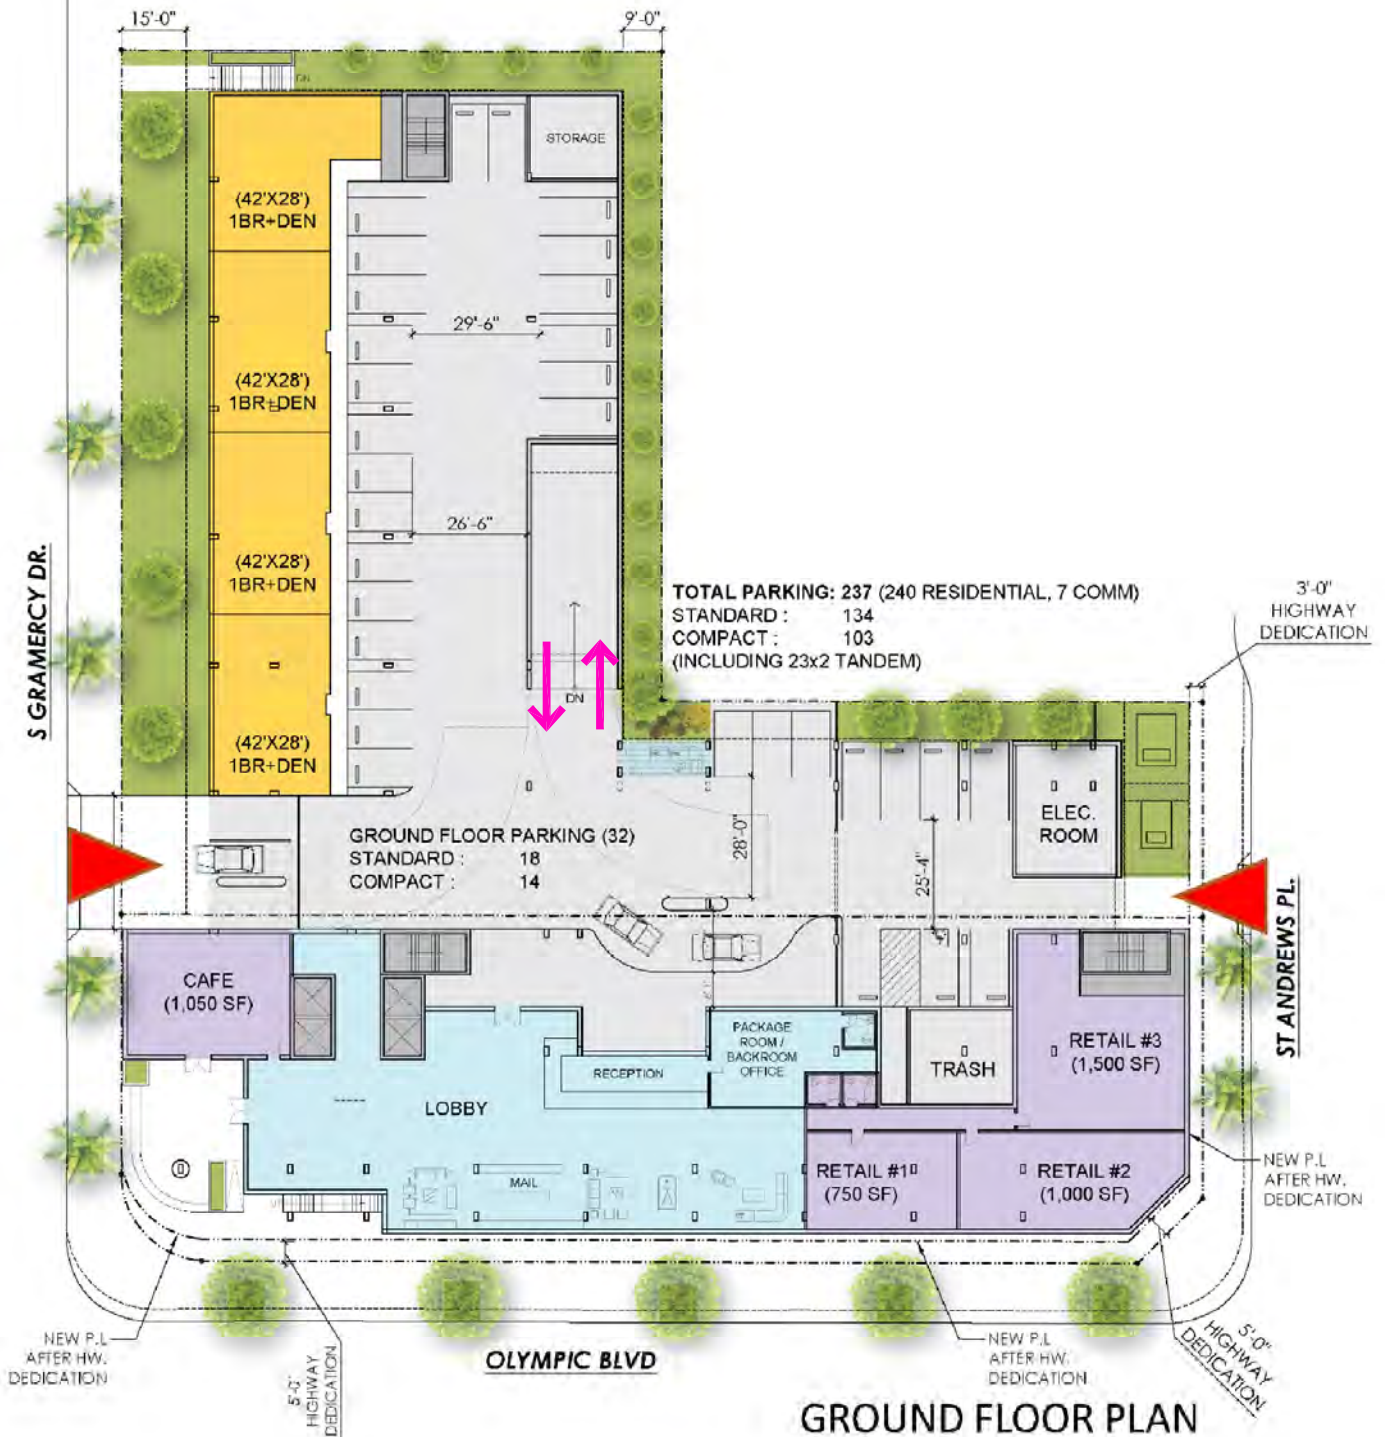 15'-0"
9'-0"
DN
STORAGE
(42'X28')
1BR+DEN
29'-6"
(42'X28')
1BR+DEN
26'-6"
(42'X28')
1BR+DEN
S GRAMERCY DR.
TOTAL PARKING: 237 (240 RESIDENTIAL, 7 COMM)
STANDARD : 134
COMPACT : 103
(INCLUDING 23x2 TANDEM)
3'-0"
HIGHWAY
DEDICATION
DN
(42'X28')
1BR+DEN
ELEC.
ROOM
GROUND FLOOR PARKING (32)
STANDARD : 18
COMPACT : 14
28'-0"
25'-4"
ST ANDREWS PL.
CAFE
(1,050 SF)
PACKAGE
ROOM /
BACKROOM
OFFICE
RECEPTION
TRASH
RETAIL #3
(1,500 SF)
LOBBY
MAIL
RETAIL #1
(750 SF)
RETAIL #2
(1,000 SF)
NEW P.L
AFTER HW.
DEDICATION
NEW P.L
AFTER HW.
DEDICATION
5'-0"
HIGHWAY
DEDICATION
OLYMPIC BLVD
NEW P.L
AFTER HW.
DEDICATION
5'-0"
HIGHWAY
DEDICATION
GROUND FLOOR PLAN